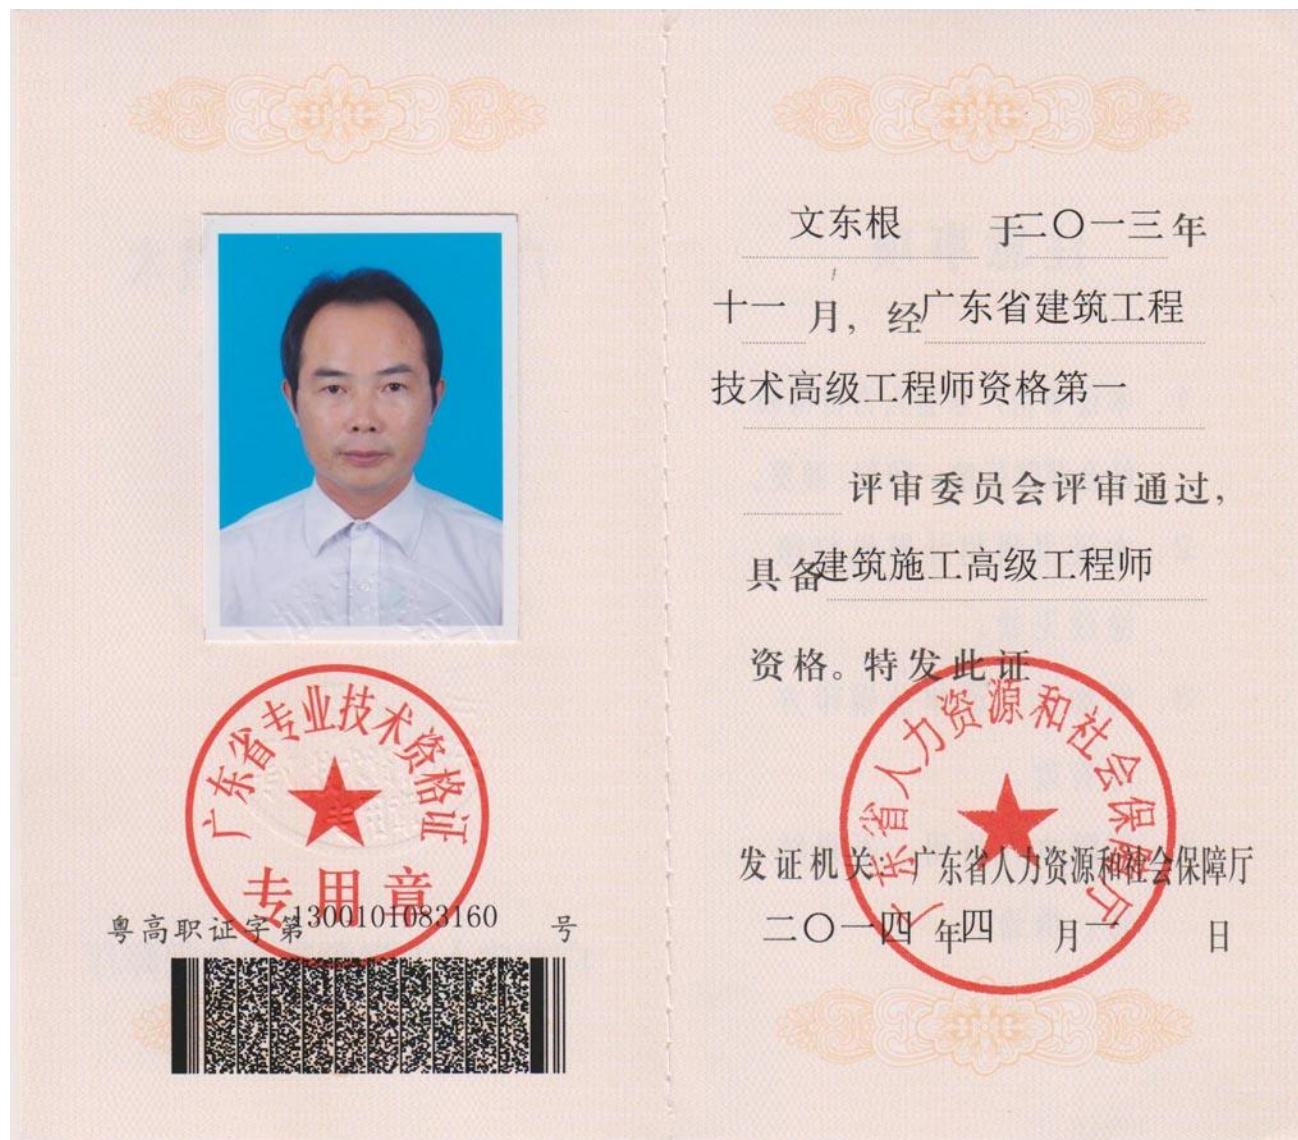 广东省专业技术资格证
专用章
粤高职证字第1300101083160号
文东根 于二〇一三年
十一月，经广东省建筑工程
技术高级工程师资格第一
评审委员会评审通过，
具备建筑施工高级工程师
资格。特发此证
广东省人力资源和社会保障厅
发证机关 广东省人力资源和社会保障厅
二〇一四年四月一日